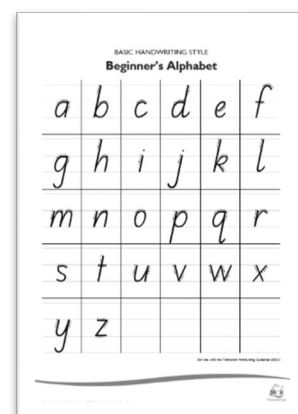 BASIC HANDWRITING STYLE
Beginner's Alphabet
a b c d e f
g h i j k l
m n o p q r
s t u v w x
y z